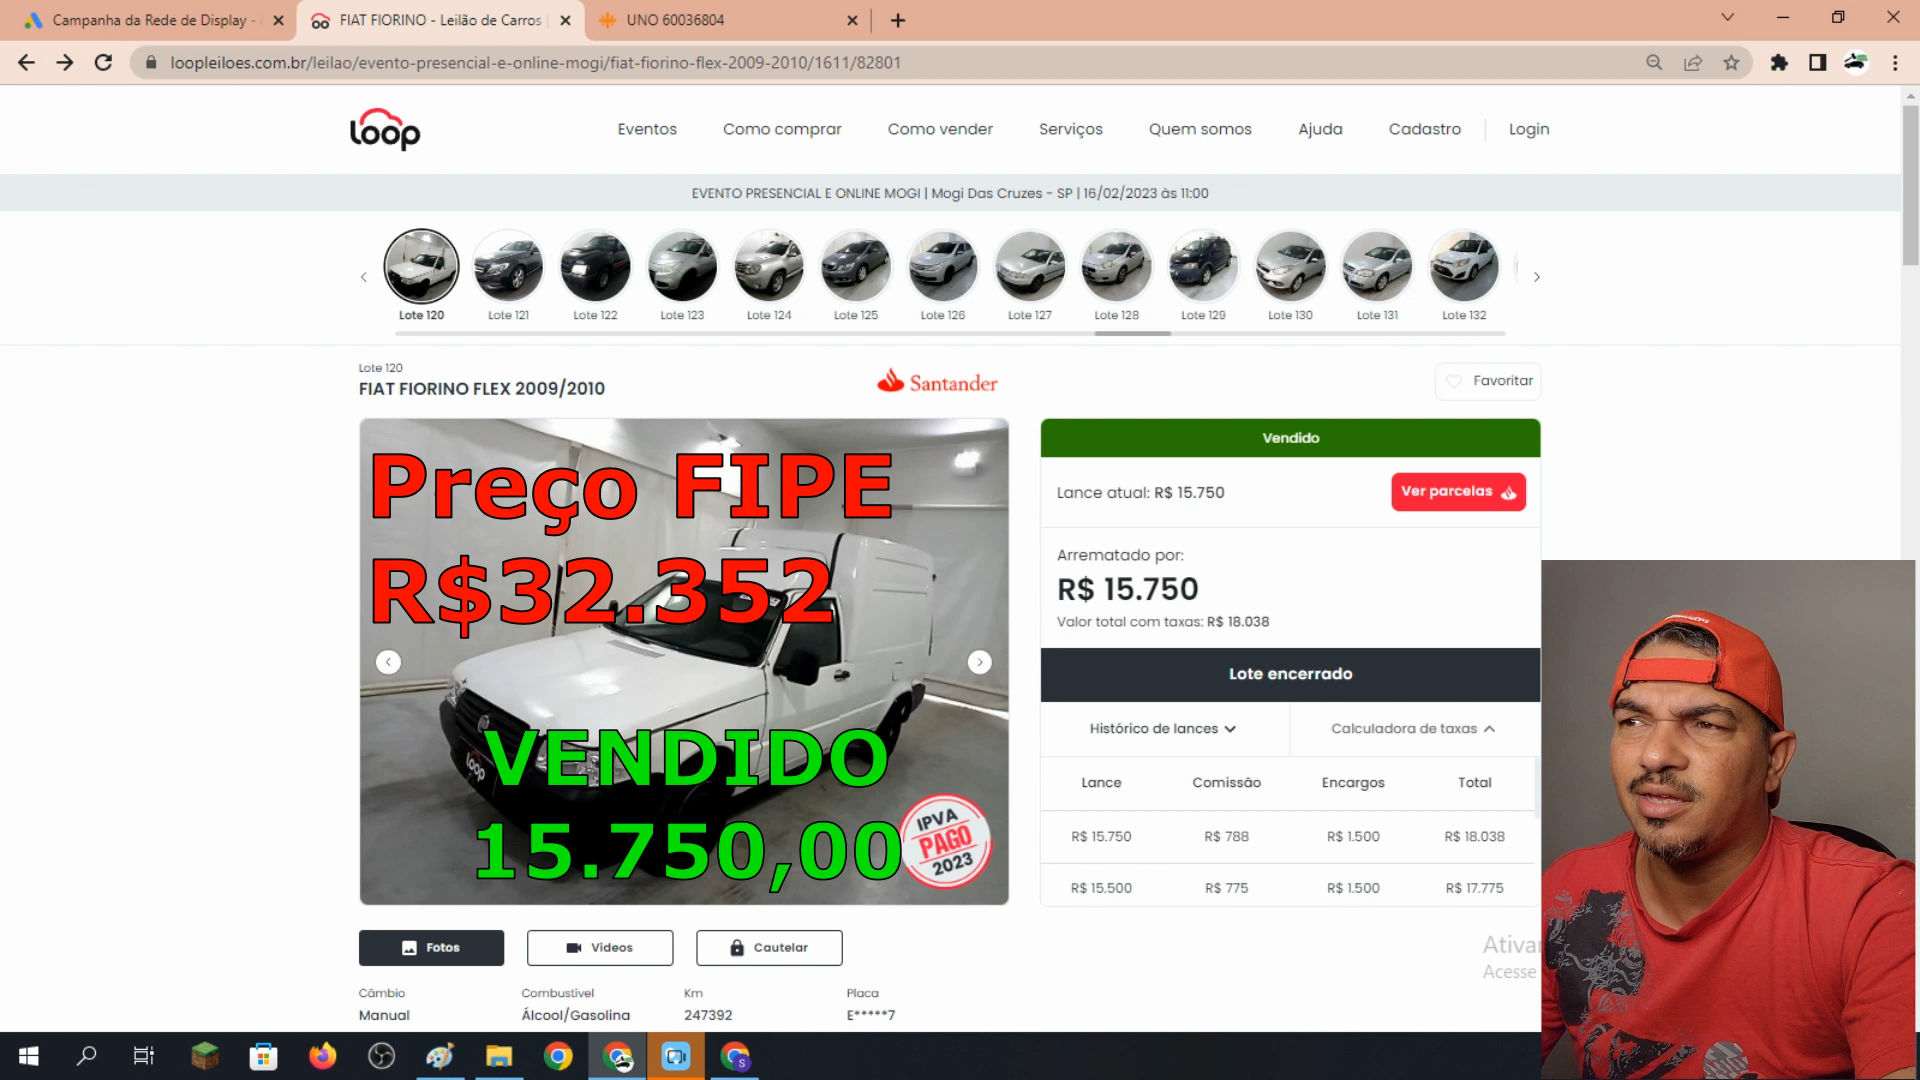 Campanha da Rede de Display -
FIAT FIORINO - Leilão de Carros
UNO 60036804
loopleiloes.com.br/leilao/evento-presencial-e-online-mogi/fiat-fiorino-flex-2009-2010/1611/82801
loop
Eventos
Como comprar
Como vender
Serviços
Quem somos
Ajuda
Cadastro
Login
EVENTO PRESENCIAL E ONLINE MOGI | Mogi Das Cruzes - SP | 16/02/2023 às 11:00
Lote 120
Lote 121
Lote 122
Lote 123
Lote 124
Lote 125
Lote 126
Lote 127
Lote 128
Lote 129
Lote 130
Lote 131
Lote 132
Lote 120
FIAT FIORINO FLEX 2009/2010
Santander
Favoritar
Preço FIPE
R$32.352
VENDIDO
15.750,00
loop
IPVA
PAGO
2023
Vendido
Lance atual: R$ 15.750
Ver parcelas
Arrematado por:
R$ 15.750
Valor total com taxas: R$ 18.038
Lote encerrado
Histórico de lances
Calculadora de taxas
Lance Comissão Encargos Total
R$ 15.750 R$ 788 R$ 1.500 R$ 18.038
R$ 15.500 R$ 775 R$ 1.500 R$ 17.775
Fotos
Vídeos
Cautelar
Ativa
Acesse
Câmbio Combustível Km Placa
Manual Álcool/Gasolina 247392 E*****7
S